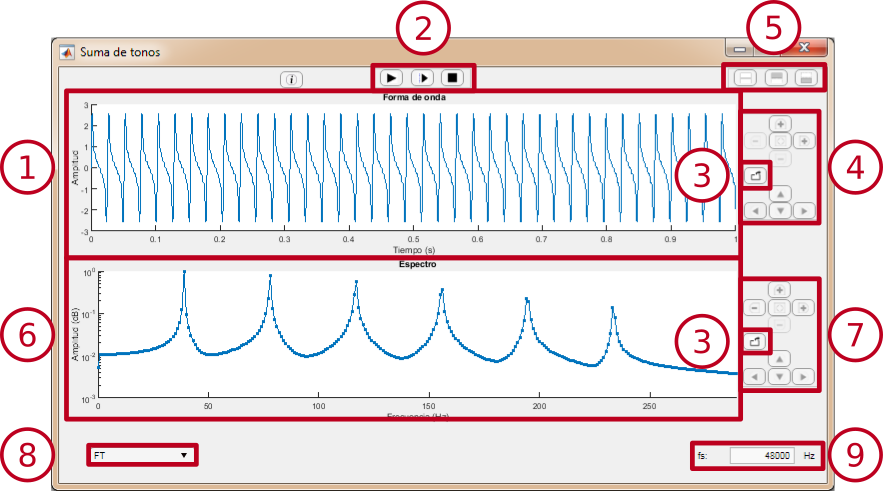 2
5
Suma de tonos
i
Forma de onda
3
2
1
0
-1
-2
-3
Amplitud
0 0.1 0.2 0.3 0.4 0.5 0.6 0.7 0.8 0.9 1
Tiempo (s)
1
3
4
Espectro
10^0
10^-1
10^-2
10^-3
Amplitud (dB)
0 50 100 150 200 250
Frecuencia (Hz)
6
3
7
8
FT
fs: 48000 Hz
9